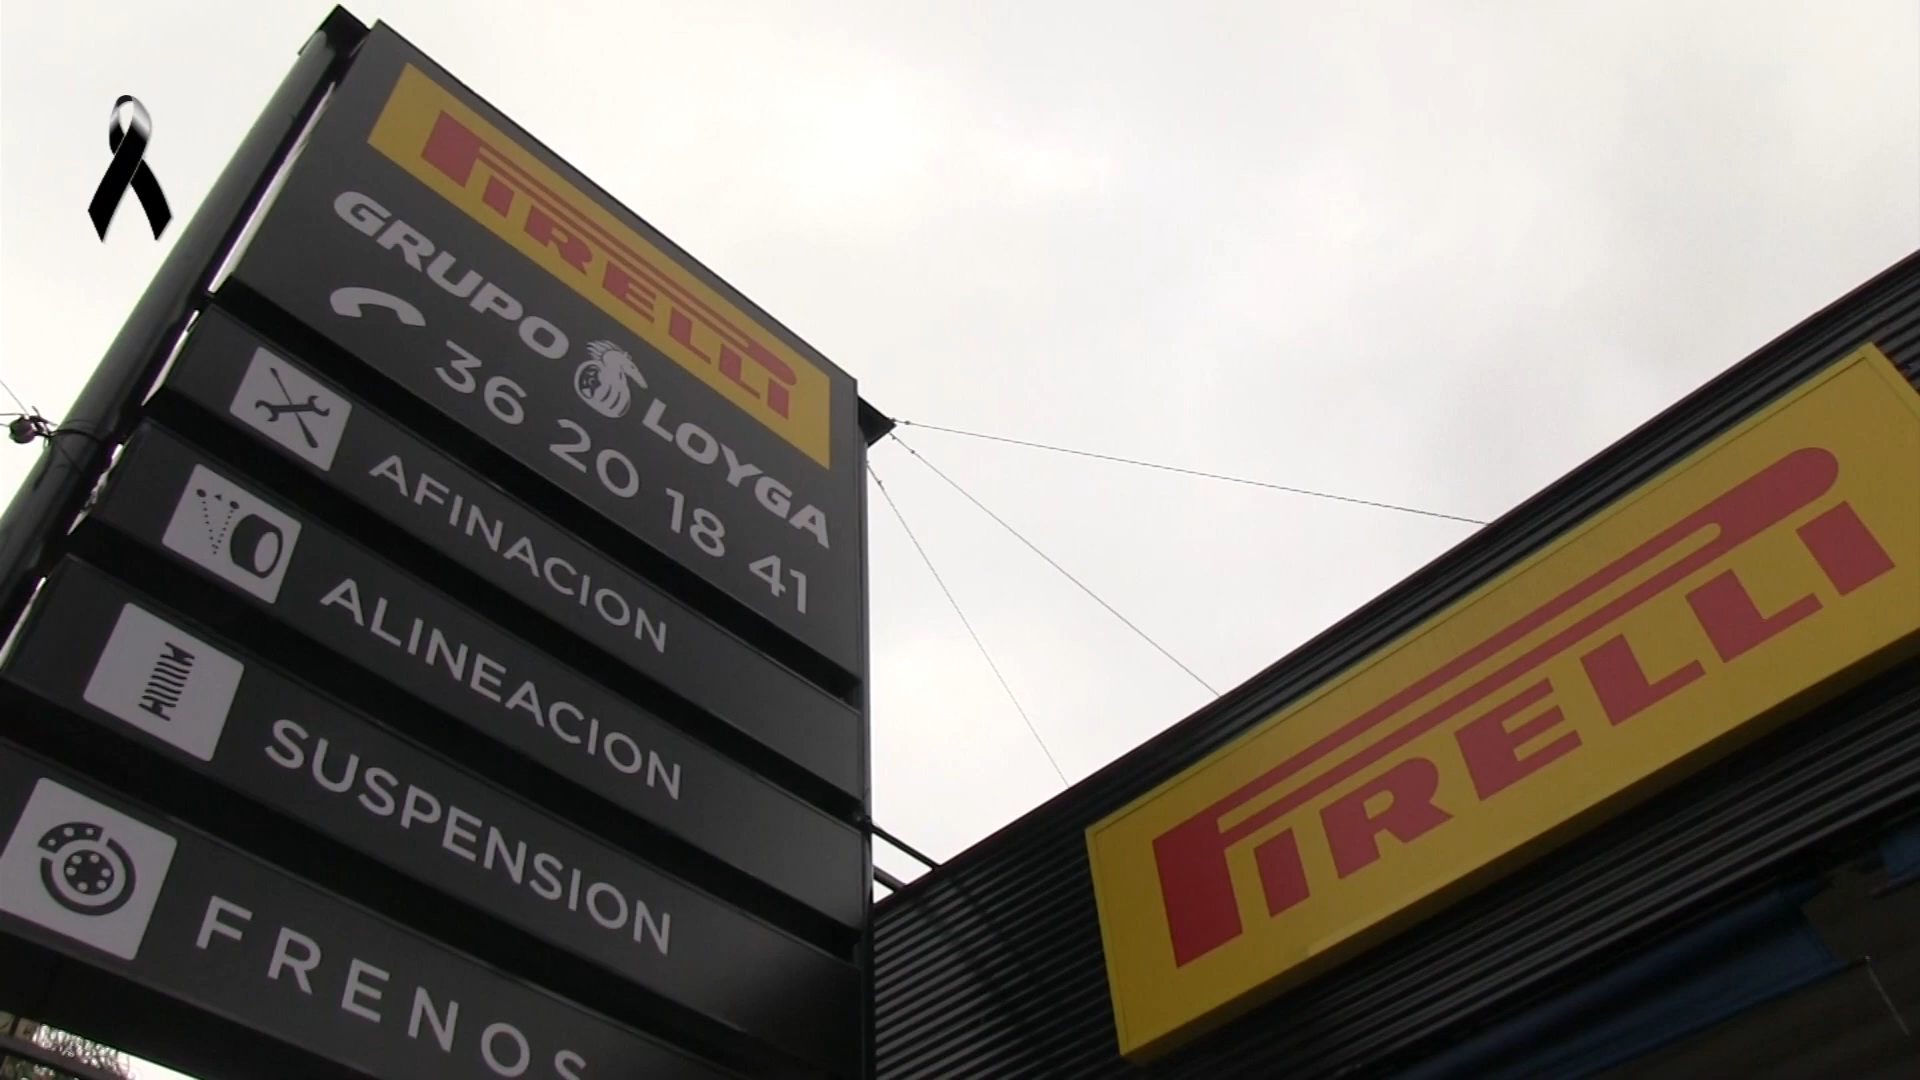 PIRELLI
GRUPO LOYGA
36 20 18 41
AFINACION
ALINEACION
SUSPENSION
FRENOS
PIRELLI